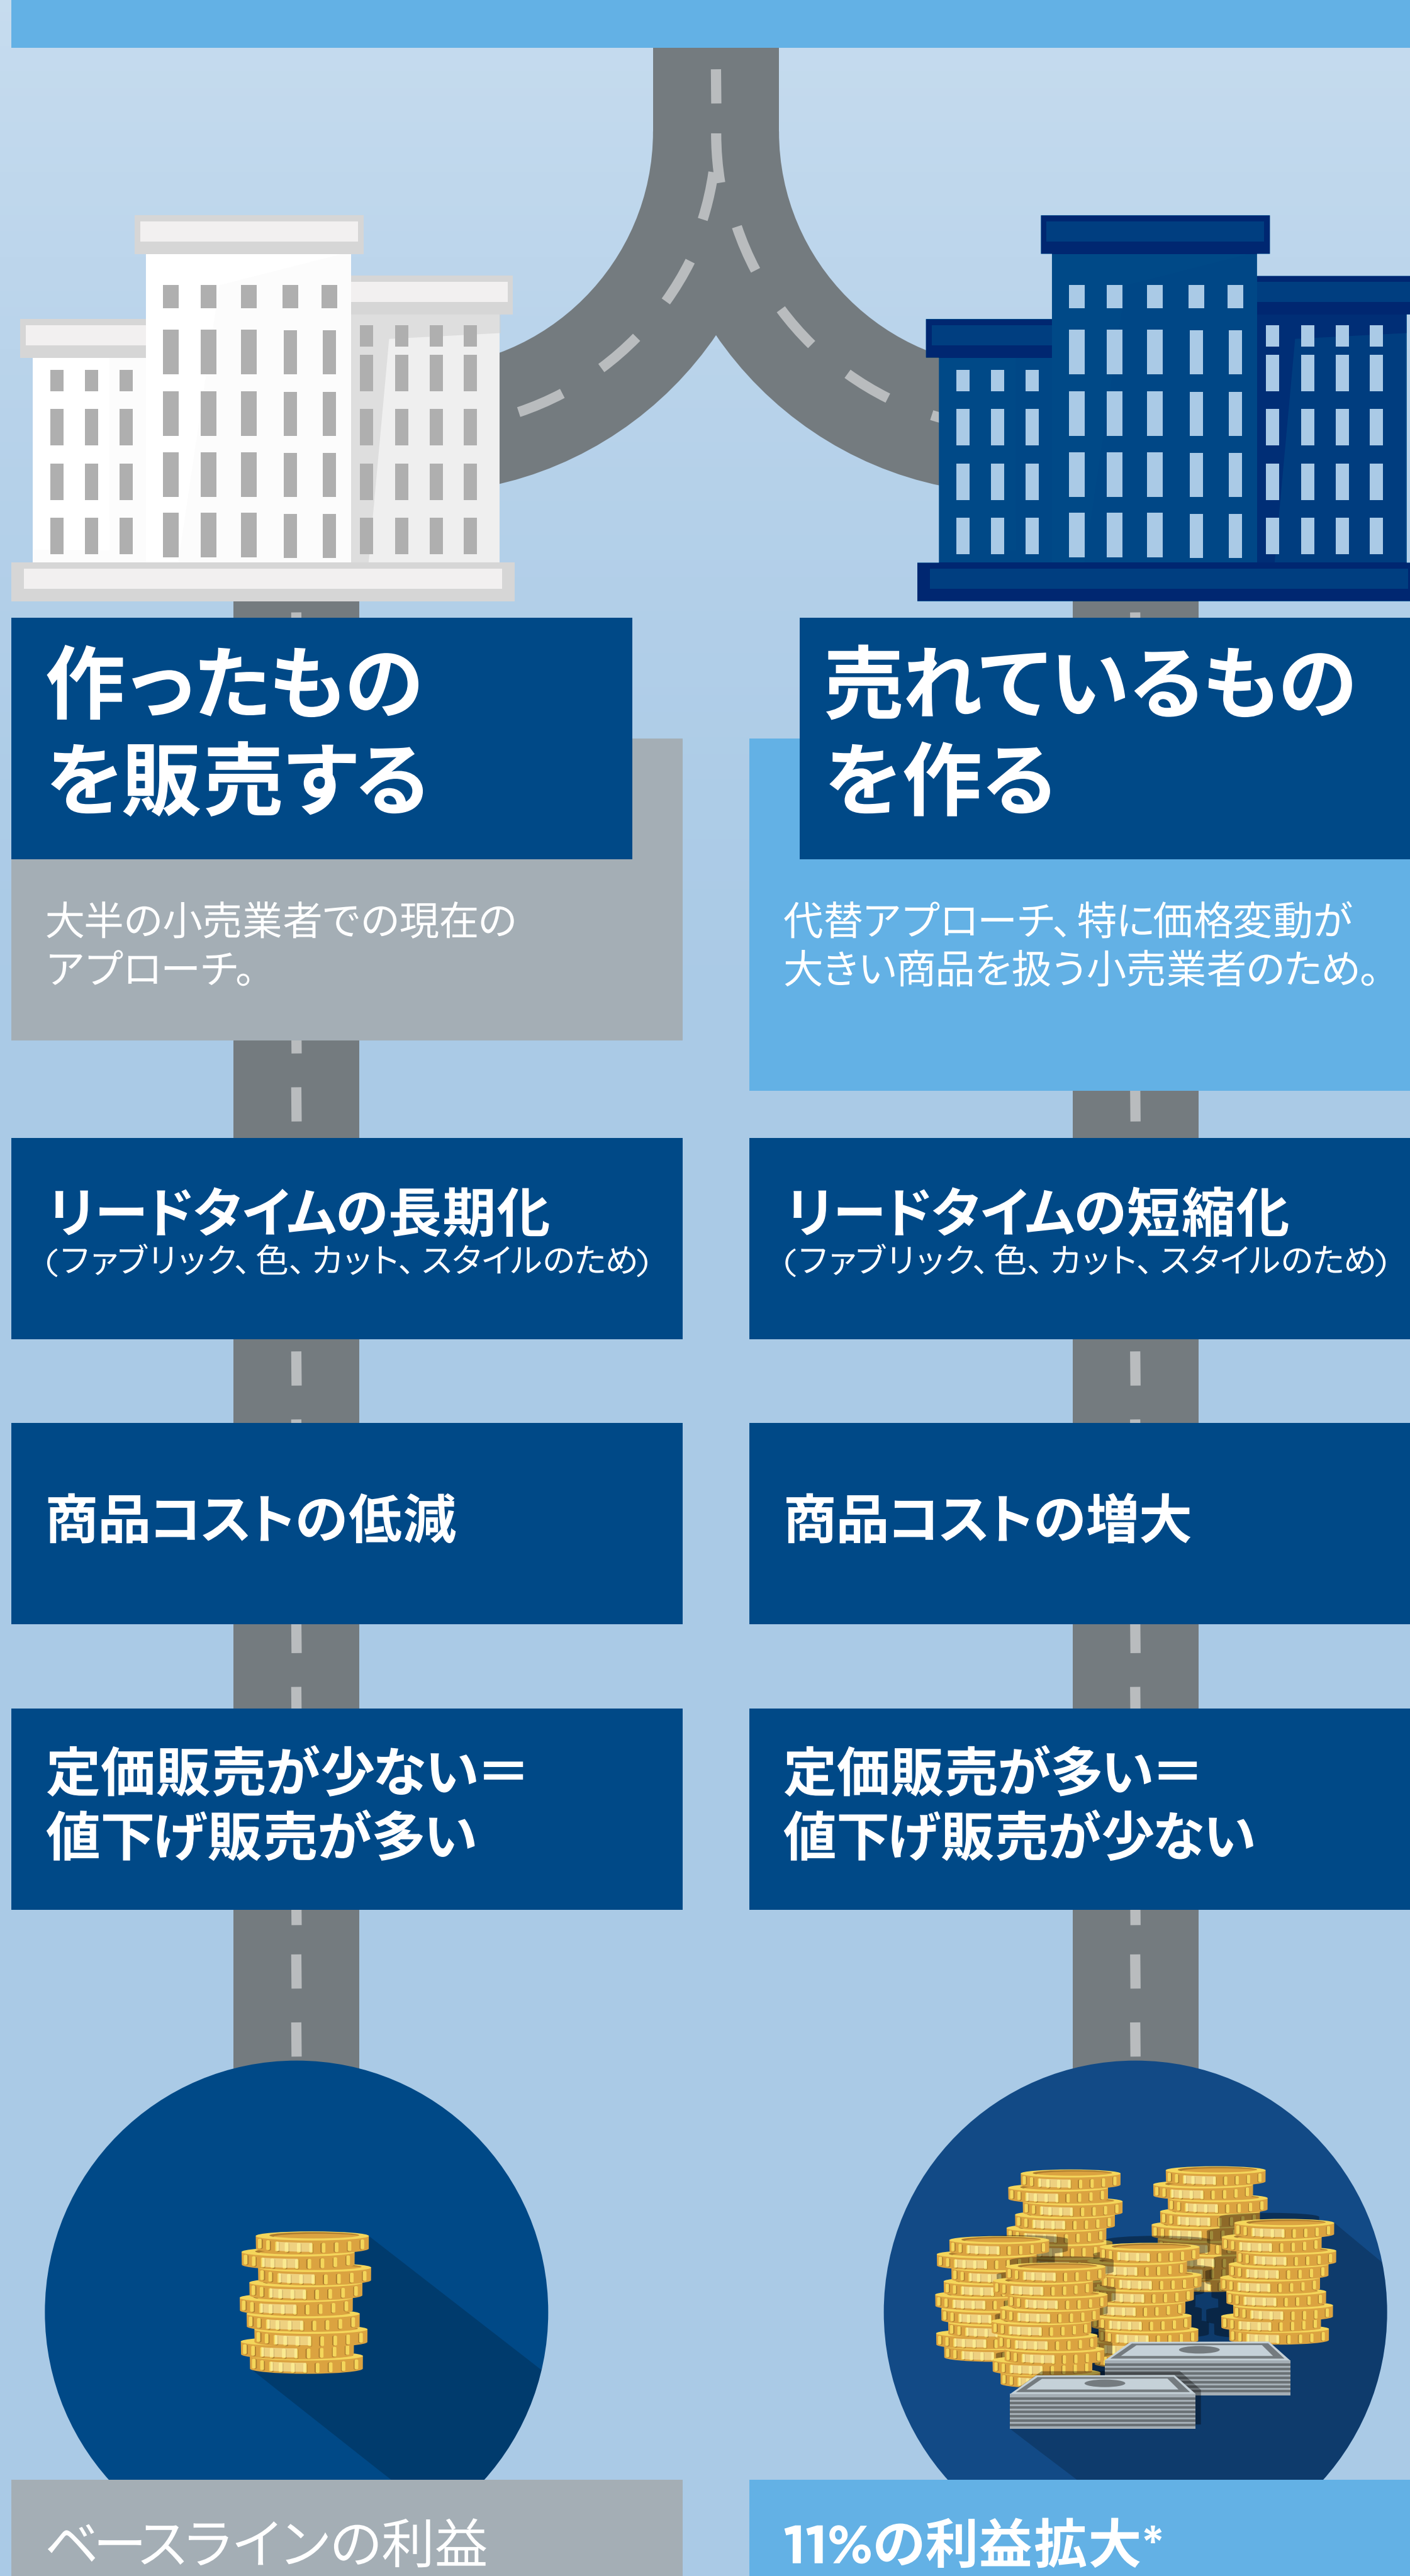 作ったもの
を販売する
大半の小売業者での現在の
アプローチ。
リードタイムの長期化
（ファブリック、色、カット、スタイルのため）
商品コストの低減
定価販売が少ない＝
値下げ販売が多い
ベースラインの利益
売れているもの
を作る
代替アプローチ、特に価格変動が
大きい商品を扱う小売業者のため。
リードタイムの短縮化
（ファブリック、色、カット、スタイルのため）
商品コストの増大
定価販売が多い＝
値下げ販売が少ない
11%の利益拡大*